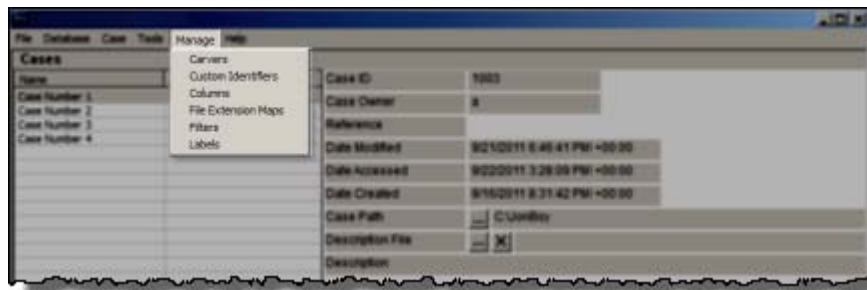 File Database Case Tools Manage Help
Cases
Carvers
Custom Identifiers
Columns
File Extension Maps
Filters
Labels
Name
Case Number 1
Case Number 2
Case Number 3
Case Number 4
Case ID 1003
Case Owner a
Reference
Date Modified 9/21/2011 6:46:41 PM +00:00
Date Accessed 9/22/2011 3:28:09 PM +00:00
Date Created 9/16/2011 8:31:42 PM +00:00
Case Path ... C:\JonBoy
Description File ... X
Description